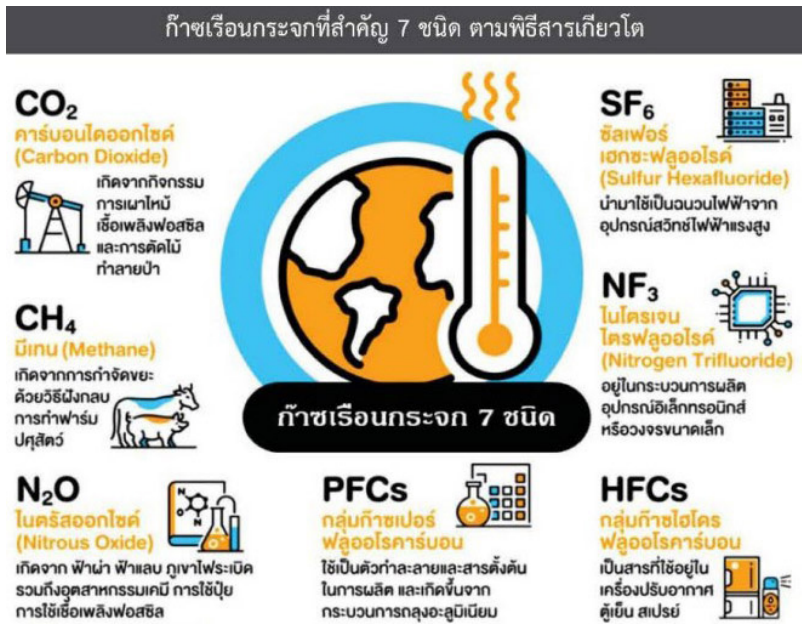 ก๊าซเรือนกระจกที่สำคัญ 7 ชนิด ตามพิธีสารเกียวโต
CO₂
คาร์บอนไดออกไซด์
(Carbon Dioxide)
เกิดจากกิจกรรม
การเผาไหม้
เชื้อเพลิงฟอสซิล
และการตัดไม้
ทำลายป่า
CH₄
มีเทน (Methane)
เกิดจากการกำจัดขยะ
ด้วยวิธีฝังกลบ
การทำฟาร์ม
ปศุสัตว์
N₂O
ไนตรัสออกไซด์
(Nitrous Oxide)
เกิดจาก ฟ้าผ่า ฟ้าแลบ ภูเขาไฟระเบิด
รวมถึงอุตสาหกรรมเคมี การใช้ปุ๋ย
การใช้เชื้อเพลิงฟอสซิล
ก๊าซเรือนกระจก 7 ชนิด
PFCs
กลุ่มก๊าซเปอร์
ฟลูออโรคาร์บอน
ใช้เป็นตัวทำละลายและสารตั้งต้น
ในการผลิต และเกิดขึ้นจาก
กระบวนการถลุงอะลูมิเนียม
SF₆
ซัลเฟอร์
เฮกซะฟลูออไรด์
(Sulfur Hexafluoride)
นำมาใช้เป็นฉนวนไฟฟ้าจาก
อุปกรณ์สวิทช์ไฟฟ้าแรงสูง
NF₃
ไนโตรเจน
ไตรฟลูออไรด์
(Nitrogen Trifluoride)
อยู่ในกระบวนการผลิต
อุปกรณ์อิเล็กทรอนิกส์
หรือวงจรขนาดเล็ก
HFCs
กลุ่มก๊าซไฮโดร
ฟลูออโรคาร์บอน
เป็นสารที่ใช้อยู่ใน
เครื่องปรับอากาศ
ตู้เย็น สเปรย์